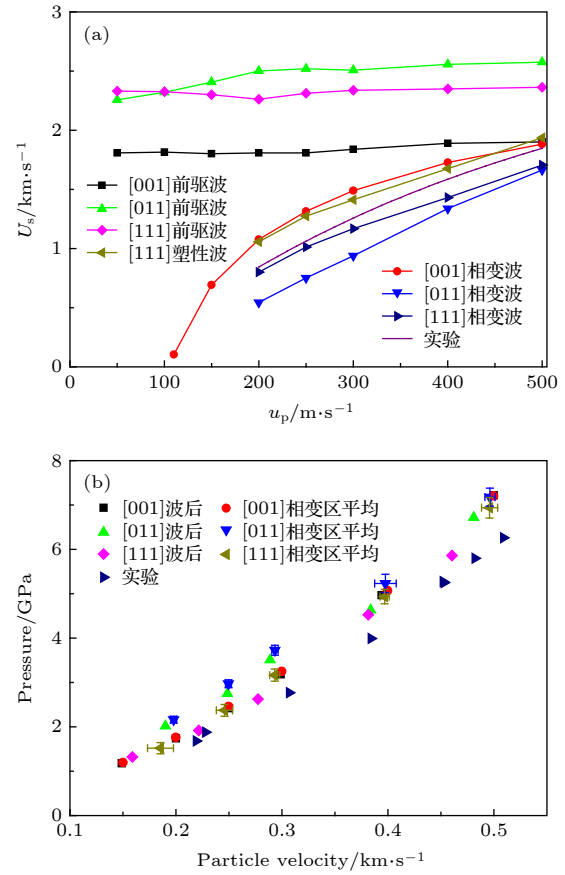 (a)
3
2
1
0
U_s/km·s⁻¹
[001]前驱波
[011]前驱波
[111]前驱波
[111]塑性波
[001]相变波
[011]相变波
[111]相变波
实验
0 100 200 300 400 500
u_p/m·s⁻¹
(b)
8
6
4
2
0
Pressure/GPa
[001]波后 [001]相变区平均
[011]波后 [011]相变区平均
[111]波后 [111]相变区平均
实验
0.1 0.2 0.3 0.4 0.5
Particle velocity/km·s⁻¹